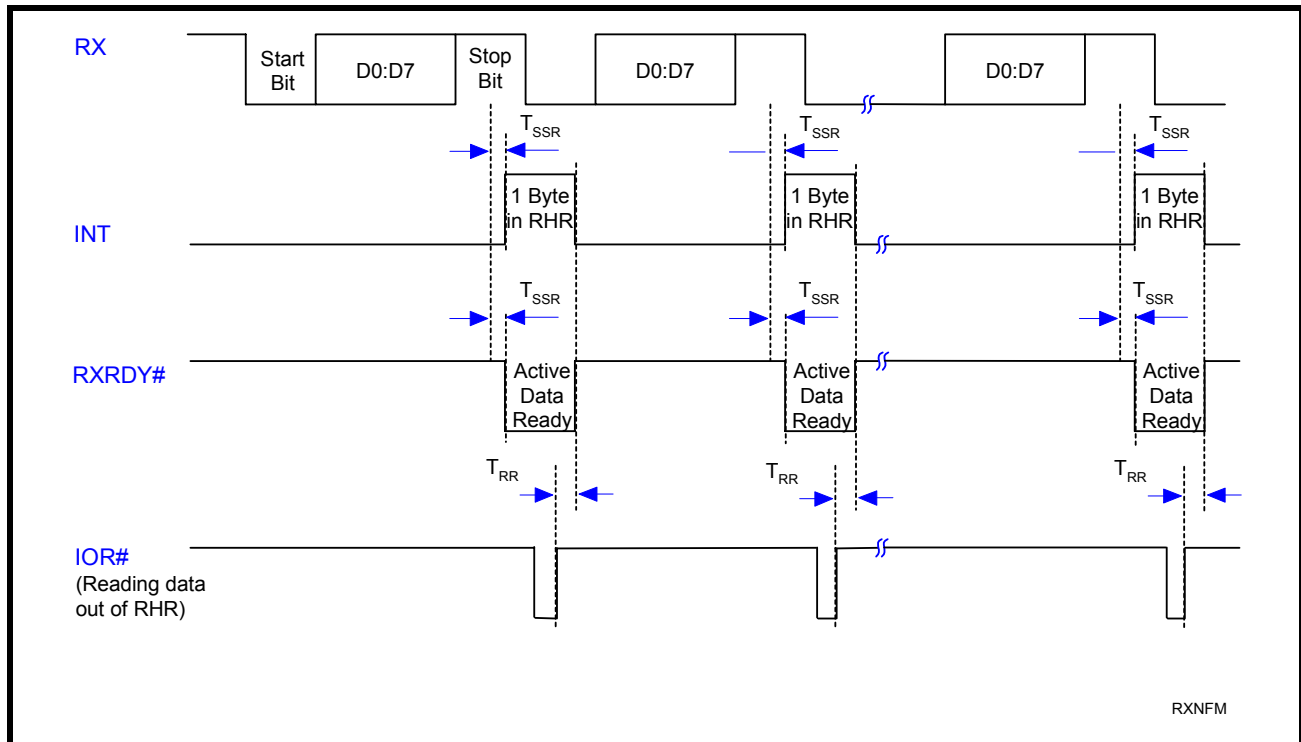 RX
Start
Bit
D0:D7
Stop
Bit
D0:D7
D0:D7
TSSR
TSSR
TSSR
INT
1 Byte
in RHR
1 Byte
in RHR
1 Byte
in RHR
TSSR
TSSR
TSSR
RXRDY#
Active
Data
Ready
Active
Data
Ready
Active
Data
Ready
TRR
TRR
TRR
IOR#
(Reading data
out of RHR)
RXNFM